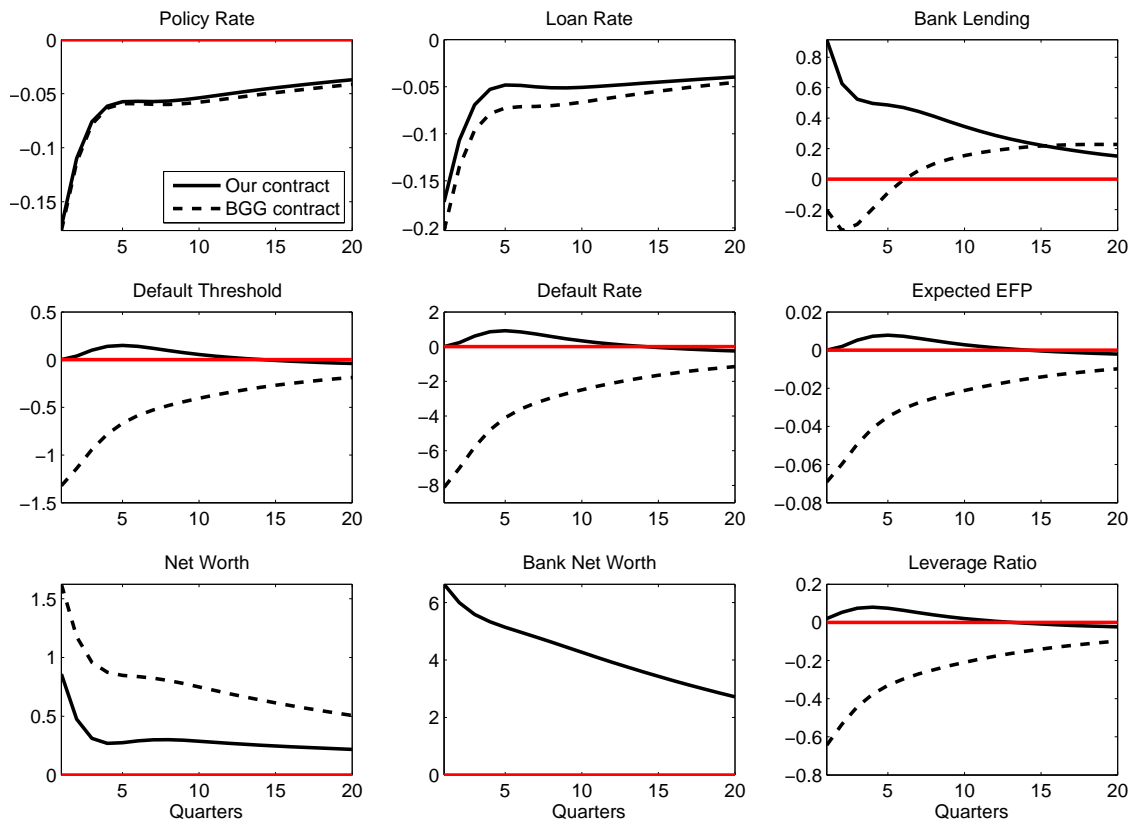 Policy Rate
0
−0.05
−0.1
−0.15
5 10 15 20
Our contract
BGG contract
Loan Rate
0
−0.05
−0.1
−0.15
−0.2
5 10 15 20
Bank Lending
0.8
0.6
0.4
0.2
0
−0.2
5 10 15 20
Default Threshold
0.5
0
−0.5
−1
−1.5
5 10 15 20
Default Rate
2
0
−2
−4
−6
−8
5 10 15 20
Expected EFP
0.02
0
−0.02
−0.04
−0.06
−0.08
5 10 15 20
Net Worth
1.5
1
0.5
0
5 10 15 20
Quarters
Bank Net Worth
6
4
2
0
5 10 15 20
Quarters
Leverage Ratio
0.2
0
−0.2
−0.4
−0.6
−0.8
5 10 15 20
Quarters